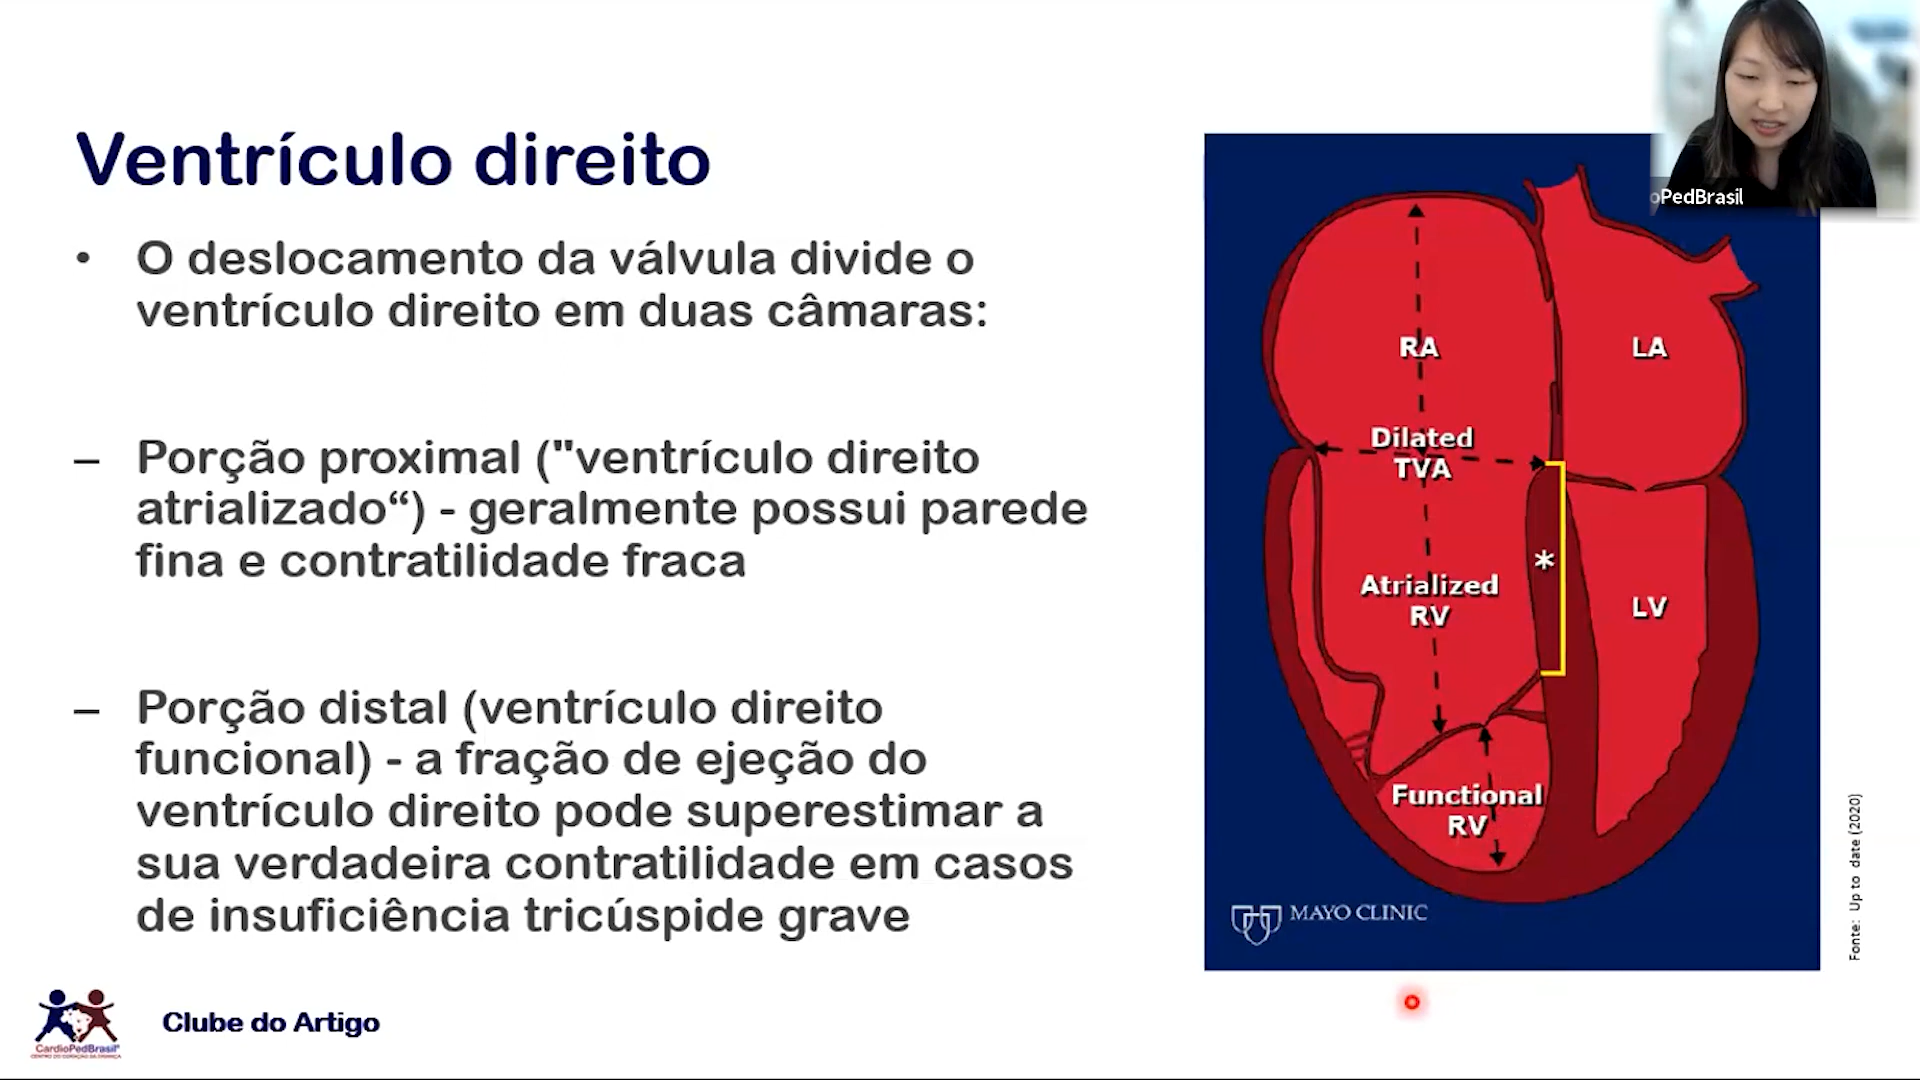 Ventrículo direito
• O deslocamento da válvula divide o
ventrículo direito em duas câmaras:
– Porção proximal ("ventrículo direito
atrializado“) - geralmente possui parede
fina e contratilidade fraca
– Porção distal (ventrículo direito
funcional) - a fração de ejeção do
ventrículo direito pode superestimar a
sua verdadeira contratilidade em casos
de insuficiência tricúspide grave
oPedBrasil
RA
LA
Dilated
TVA
*
Atrialized
RV
LV
Functional
RV
MAYO CLINIC
Fonte: Up to date (2020)
CardioPedBrasil®
CENTRO DO CORAÇÃO DA CRIANÇA
Clube do Artigo